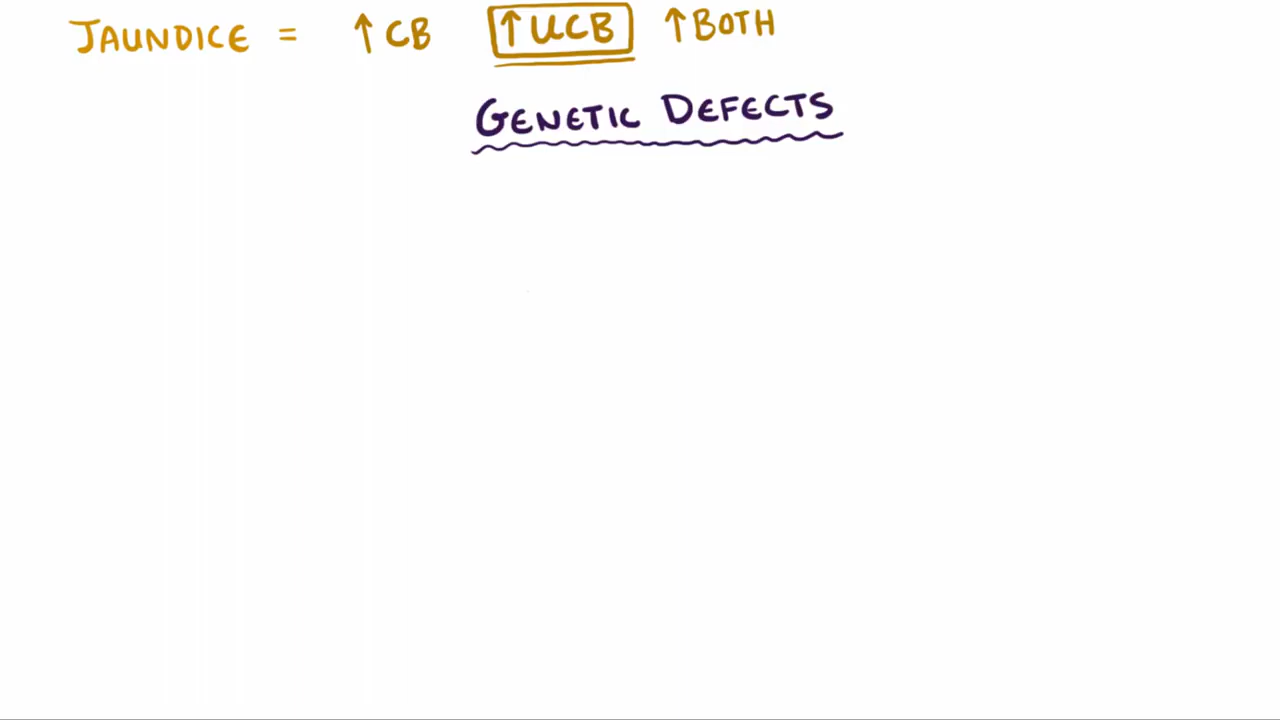 JAUNDICE = ↑ CB ↑ UCB ↑ BOTH
GENETIC DEFECTS